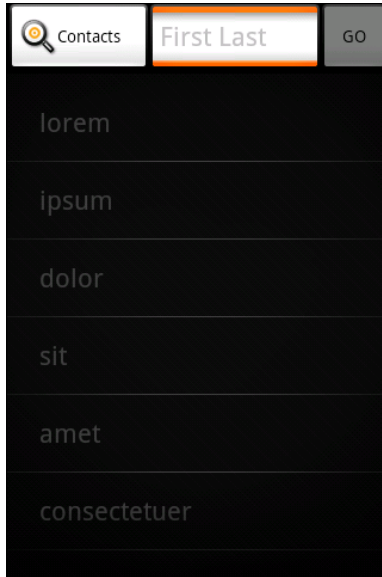 Contacts First Last GO
lorem
ipsum
dolor
sit
amet
consectetuer